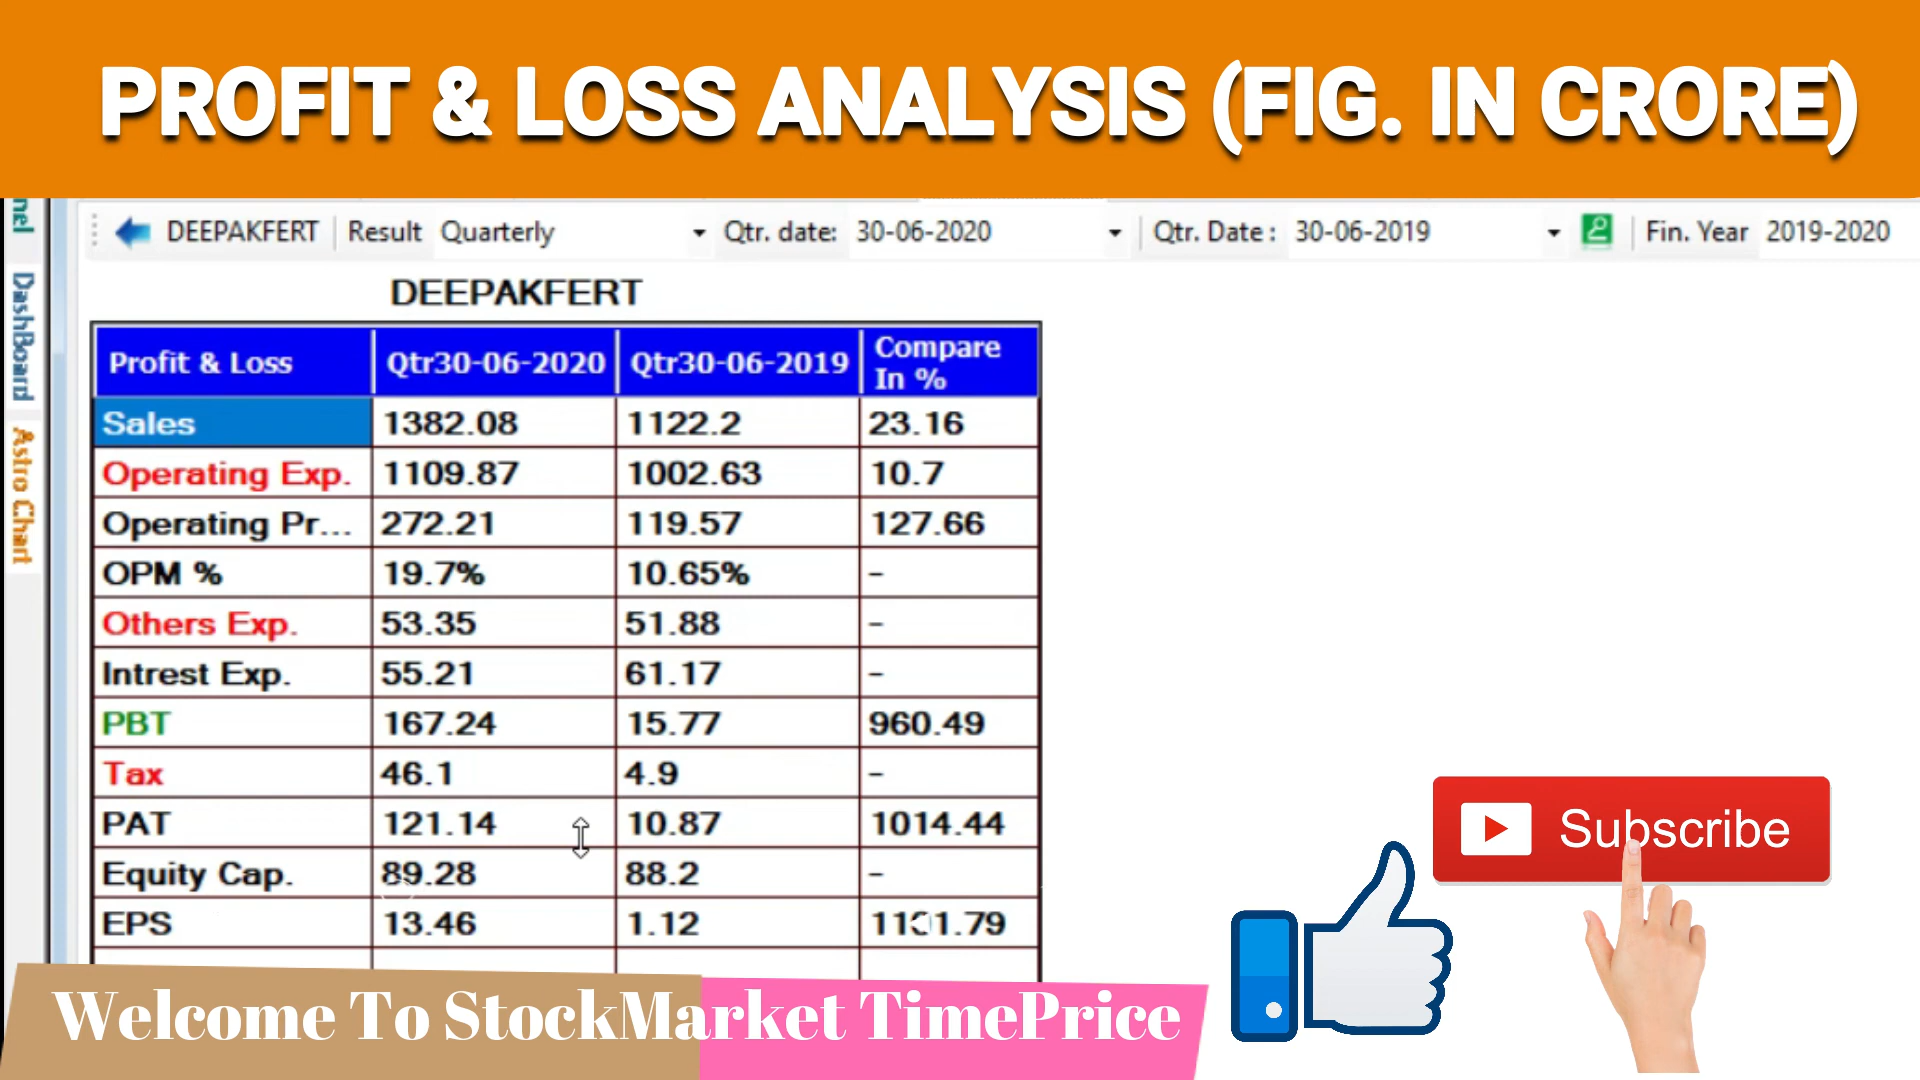 PROFIT & LOSS ANALYSIS (FIG. IN CRORE)
DEEPAKFERT Result Quarterly Qtr. date: 30-06-2020 Qtr. Date : 30-06-2019 Fin. Year 2019-2020
nel
DashBoard
Astro Chart
DEEPAKFERT
Profit & Loss Qtr30-06-2020 Qtr30-06-2019 Compare In %
Sales 1382.08 1122.2 23.16
Operating Exp. 1109.87 1002.63 10.7
Operating Pr... 272.21 119.57 127.66
OPM % 19.7% 10.65% -
Others Exp. 53.35 51.88 -
Intrest Exp. 55.21 61.17 -
PBT 167.24 15.77 960.49
Tax 46.1 4.9 -
PAT 121.14 10.87 1014.44
Equity Cap. 89.28 88.2 -
EPS 13.46 1.12
Subscribe
Welcome To StockMarket TimePrice